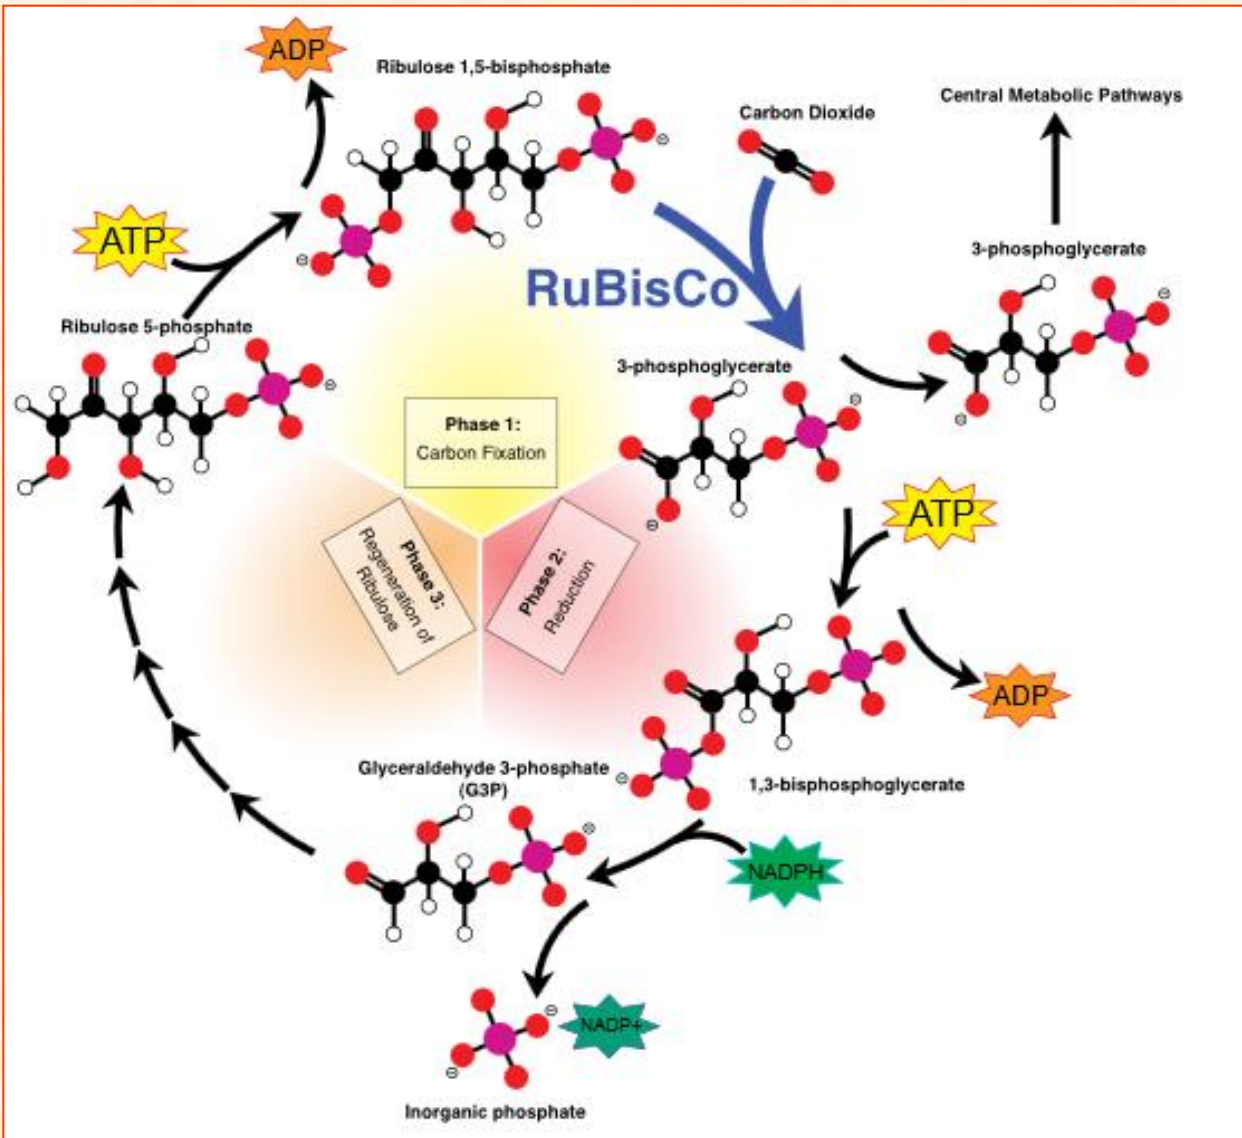 ADP
Ribulose 1,5-bisphosphate
Carbon Dioxide
Central Metabolic Pathways
ATP
RuBisCo
3-phosphoglycerate
Ribulose 5-phosphate
3-phosphoglycerate
Phase 1:
Carbon Fixation
ATP
Phase 3:
Regeneration of
Ribulose
Phase 2:
Reduction
ADP
Glyceraldehyde 3-phosphate
(G3P)
1,3-bisphosphoglycerate
NADPH
NADP+
Inorganic phosphate